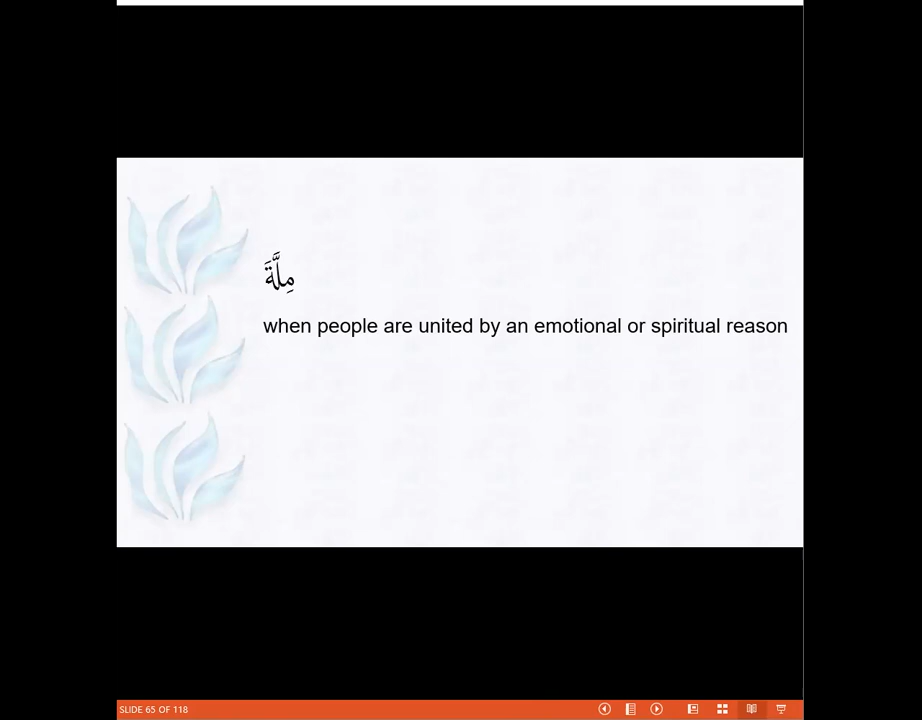 مِلَّةَ
when people are united by an emotional or spiritual reason
SLIDE 65 OF 118